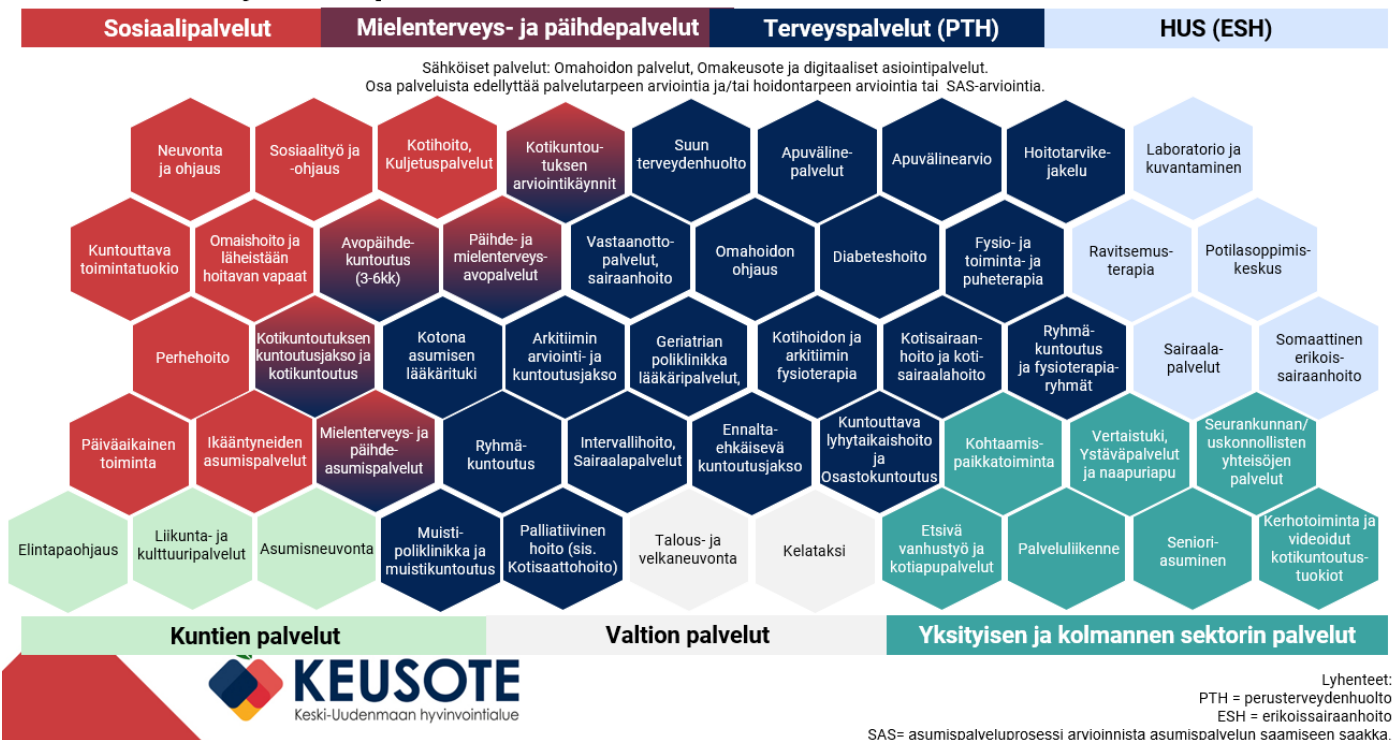 Sosiaalipalvelut
Mielenterveys- ja päihdepalvelut
Terveyspalvelut (PTH)
HUS (ESH)
Sähköiset palvelut: Omahoidon palvelut, Omakeusote ja digitaaliset asiointipalvelut.
Osa palveluista edellyttää palvelutarpeen arviointia ja/tai hoidontarpeen arviointia tai SAS-arviointia.
Neuvonta
ja ohjaus
Sosiaalityö ja
-ohjaus
Kotihoito,
Kuljetuspalvelut
Kotikuntou-
tuksen
arviointikäynnit
Suun
terveydenhuolto
Apuväline-
palvelut
Apuvälinearvio
Hoitotarvike-
jakelu
Laboratorio ja
kuvantaminen
Kuntouttava
toimintatuokio
Omaishoito ja
läheistään
hoitavan vapaat
Avopäihde-
kuntoutus
(3-6kk)
Päihde- ja
mielenterveys-
avopalvelut
Vastaanotto-
palvelut,
sairaanhoito
Omahoidon
ohjaus
Diabeteshoito
Fysio- ja
toiminta- ja
puheterapia
Ravitsemus-
terapia
Potilasoppimis-
keskus
Perhehoito
Kotikuntoutuksen
kuntoutusjakso ja
kotikuntoutus
Kotona
asumisen
lääkärituki
Arkitiimin
arviointi- ja
kuntoutusjakso
Geriatrian
poliklinikka
lääkäripalvelut,
Kotihoidon ja
arkitiimin
fysioterapia
Kotisairaan-
hoito ja koti-
sairaalahoito
Ryhmä-
kuntoutus
ja fysioterapia-
ryhmät
Sairaala-
palvelut
Somaattinen
erikois-
sairaanhoito
Päiväaikainen
toiminta
Ikääntyneiden
asumispalvelut
Mielenterveys- ja
päihde-
asumispalvelut
Ryhmä-
kuntoutus
Intervallihoito,
Sairaalapalvelut
Ennalta-
ehkäisevä
kuntoutusjakso
Kuntouttava
lyhytaikaishoito
ja
Osastokuntoutus
Kohtaamis-
paikkatoiminta
Vertaistuki,
Ystäväpalvelut
ja naapuriapu
Seurankunnan/
uskonnollisten
yhteisöjen
palvelut
Elintapaohjaus
Liikunta- ja
kulttuuripalvelut
Asumisneuvonta
Muisti-
poliklinikka ja
muistikuntoutus
Palliatiivinen
hoito (sis.
Kotisaattohoito)
Talous- ja
velkaneuvonta
Kelataksi
Etsivä
vanhustyö ja
kotiapupalvelut
Palveluliikenne
Seniori-
asuminen
Kerhotoiminta ja
videoidut
kotikuntoutus-
tuokiot
Kuntien palvelut
Valtion palvelut
Yksityisen ja kolmannen sektorin palvelut
KEUSOTE
Keski-Uudenmaan hyvinvointialue
Lyhenteet:
PTH = perusterveydenhuolto
ESH = erikoissairaanhoito
SAS= asumispalveluprosessi arvioinnista asumispalvelun saamiseen saakka.